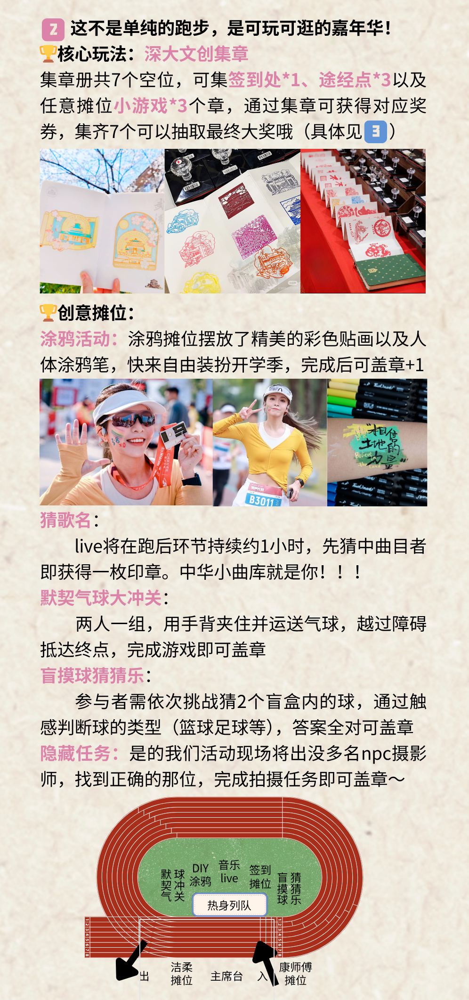 2 这不是单纯的跑步，是可玩可逛的嘉年华！
🏆核心玩法：深大文创集章
集章册共7个空位，可集签到处*1、途经点*3以及
任意摊位小游戏*3个章，通过集章可获得对应奖
券，集齐7个可以抽取最终大奖哦（具体见3）
🏆创意摊位：
涂鸦活动：涂鸦摊位摆放了精美的彩色贴画以及人
体涂鸦笔，快来自由装扮开学季，完成后可盖章+1
CHAGEE
B3011
Touch mark
"相信
土地的
力量"
Believe
in
the Land
猜歌名：
live将在跑后环节持续约1小时，先猜中曲目者
即获得一枚印章。中华小曲库就是你！！！
默契气球大冲关：
两人一组，用手背夹住并运送气球，越过障碍
抵达终点，完成游戏即可盖章
盲摸球猜猜乐：
参与者需依次挑战猜2个盲盒内的球，通过触
感判断球的类型（篮球足球等），答案全对可盖章
隐藏任务：是的我们活动现场将出没多名npc摄影
师，找到正确的那位，完成拍摄任务即可盖章～
默契气
球冲关
DIY
涂鸦
音乐
live
签到
摊位
盲摸球
猜猜乐
热身列队
1 2 3 4 5 6 7 8
1 2 3 4 5 6 7 8
出
洁柔
摊位
主席台
入
康师傅
摊位